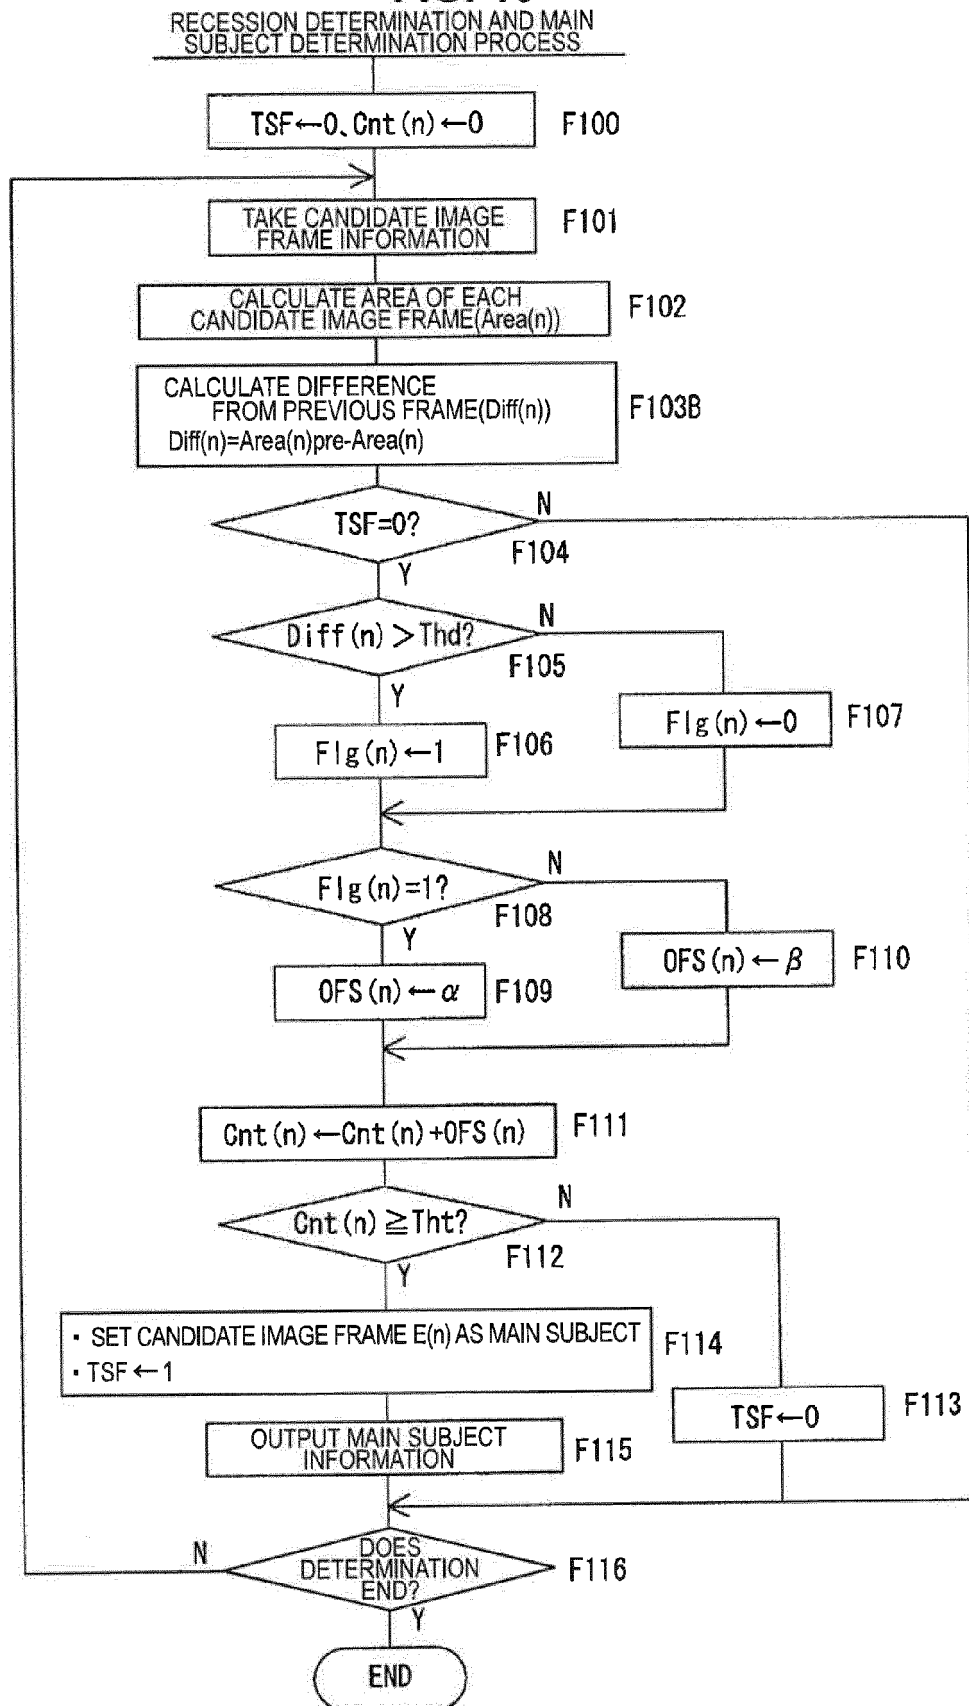 RECESSION DETERMINATION AND MAIN
SUBJECT DETERMINATION PROCESS
TSF←0、Cnt(n)←0
F100
TAKE CANDIDATE IMAGE
FRAME INFORMATION
F101
CALCULATE AREA OF EACH
CANDIDATE IMAGE FRAME(Area(n))
F102
CALCULATE DIFFERENCE
FROM PREVIOUS FRAME(Diff(n))
Diff(n)=Area(n)pre-Area(n)
F103B
TSF=0?
N
F104
Y
Diff(n)>Thd?
N
F105
Y
Flg(n)←1
F106
Flg(n)←0
F107
Flg(n)=1?
N
F108
Y
OFS(n)←α
F109
OFS(n)←β
F110
Cnt(n)←Cnt(n)+OFS(n)
F111
Cnt(n)≧Tht?
N
F112
Y
・SET CANDIDATE IMAGE FRAME E(n) AS MAIN SUBJECT
・TSF←1
F114
TSF←0
F113
OUTPUT MAIN SUBJECT
INFORMATION
F115
DOES
DETERMINATION
END?
N
F116
Y
END